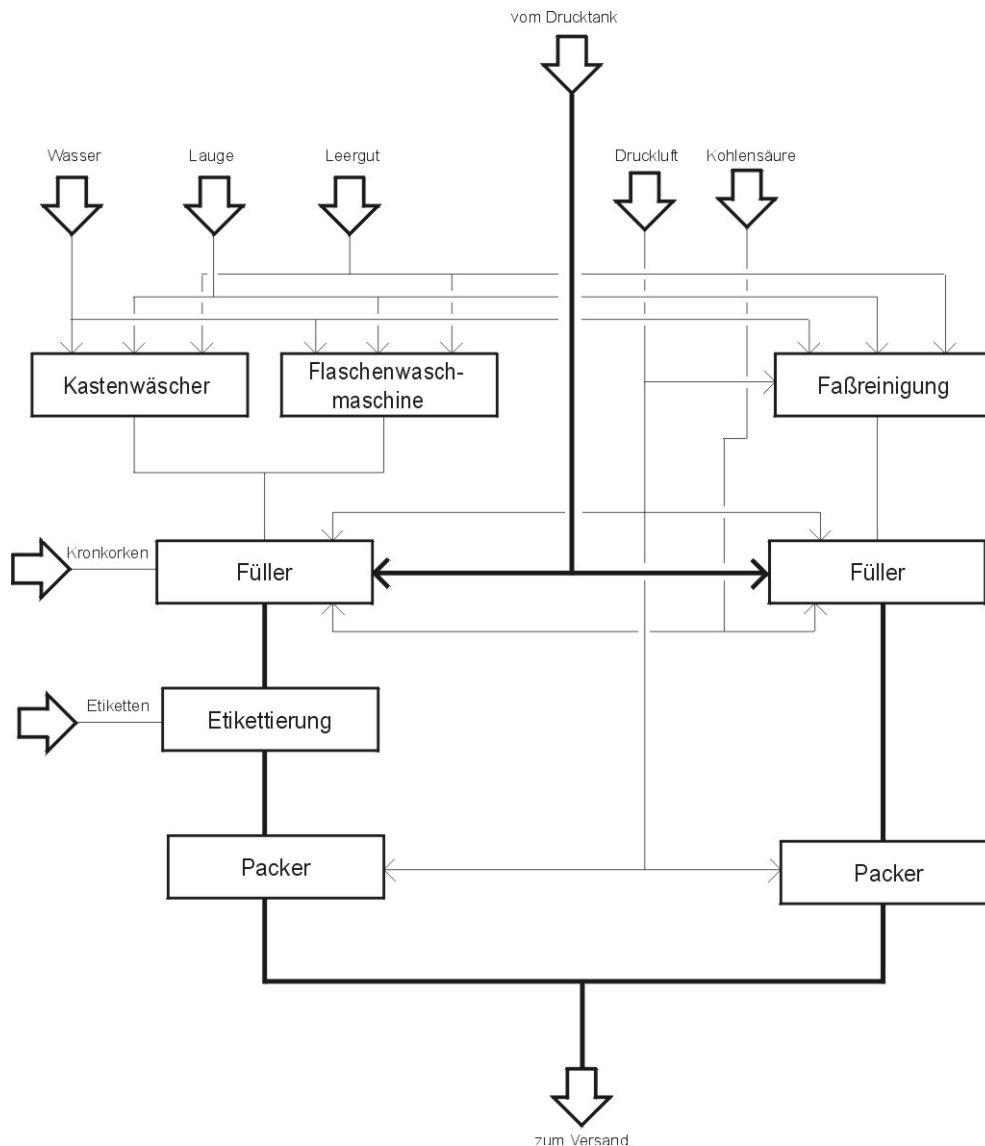 vom Drucktank
Wasser
Lauge
Leergut
Druckluft
Kohlensäure
Kastenwäscher
Flaschenwasch-
maschine
Faßreinigung
Kronkorken
Füller
Füller
Etiketten
Etikettierung
Packer
Packer
zum Versand